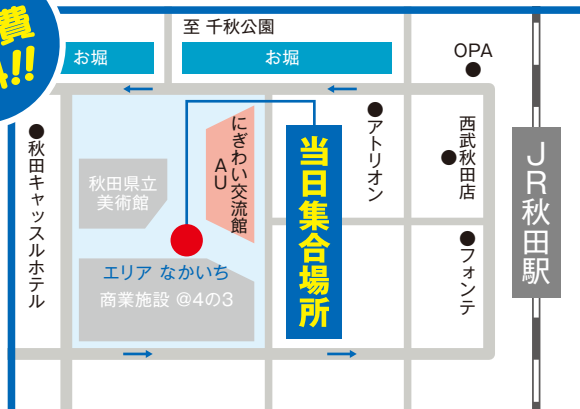 費
!!
至 千秋公園
お堀
お堀
OPA
秋田キャッスルホテル
秋田県立
美術館
にぎわい交流館
AU
当日集合場所
アトリオン
西武秋田店
フォンテ
JR秋田駅
エリア なかいち
商業施設 @4の3